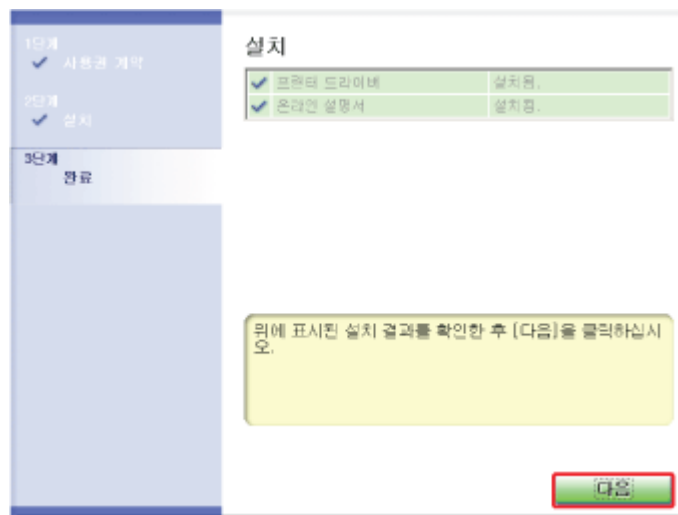 1단계
사용권 계약
2단계
설치
3단계
완료
설치
프린터 드라이버 설치됨.
온라인 설명서 설치됨.
위에 표시된 설치 결과를 확인한 후 [다음]을 클릭하십시
오.
다음